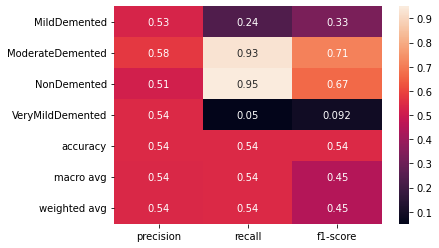 MildDemented 0.53 0.24 0.33
ModerateDemented 0.58 0.93 0.71
NonDemented 0.51 0.95 0.67
VeryMildDemented 0.54 0.05 0.092
accuracy 0.54 0.54 0.54
macro avg 0.54 0.54 0.45
weighted avg 0.54 0.54 0.45
precision recall f1-score
0.9
0.8
0.7
0.6
0.5
0.4
0.3
0.2
0.1